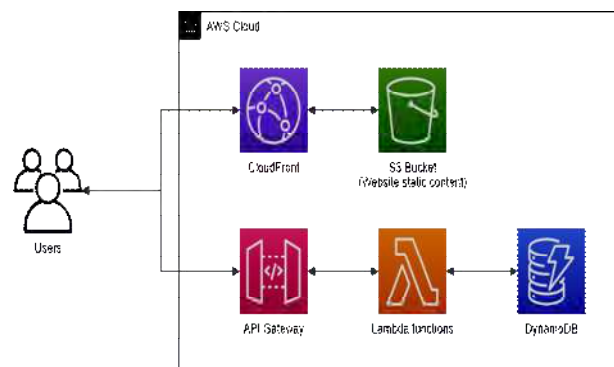 AWS Cloud
CloudFront
S3 Bucket
(Website static content)
Users
</>
API Gateway
Lambda functions
DynamoDB